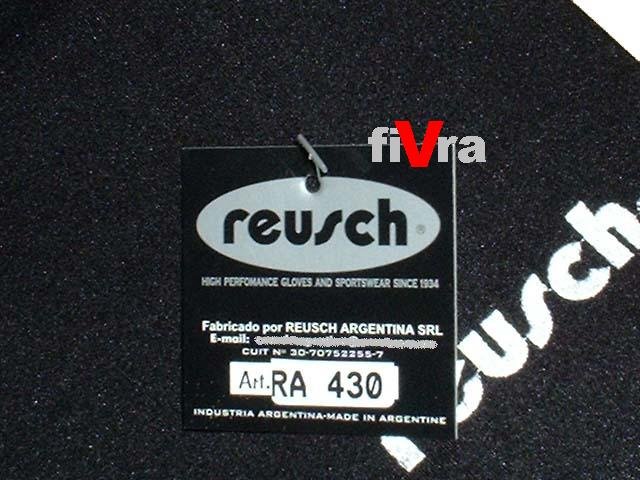 fiVra
reusch ®
HIGH PERFOMANCE GLOVES AND SPORTSWEAR SINCE 1934
Fabricado por REUSCH ARGENTINA SRL
E-mail:
CUIT Nº 30-70752255-7
Art. RA 430
INDUSTRIA ARGENTINA-MADE IN ARGENTINE
reusch